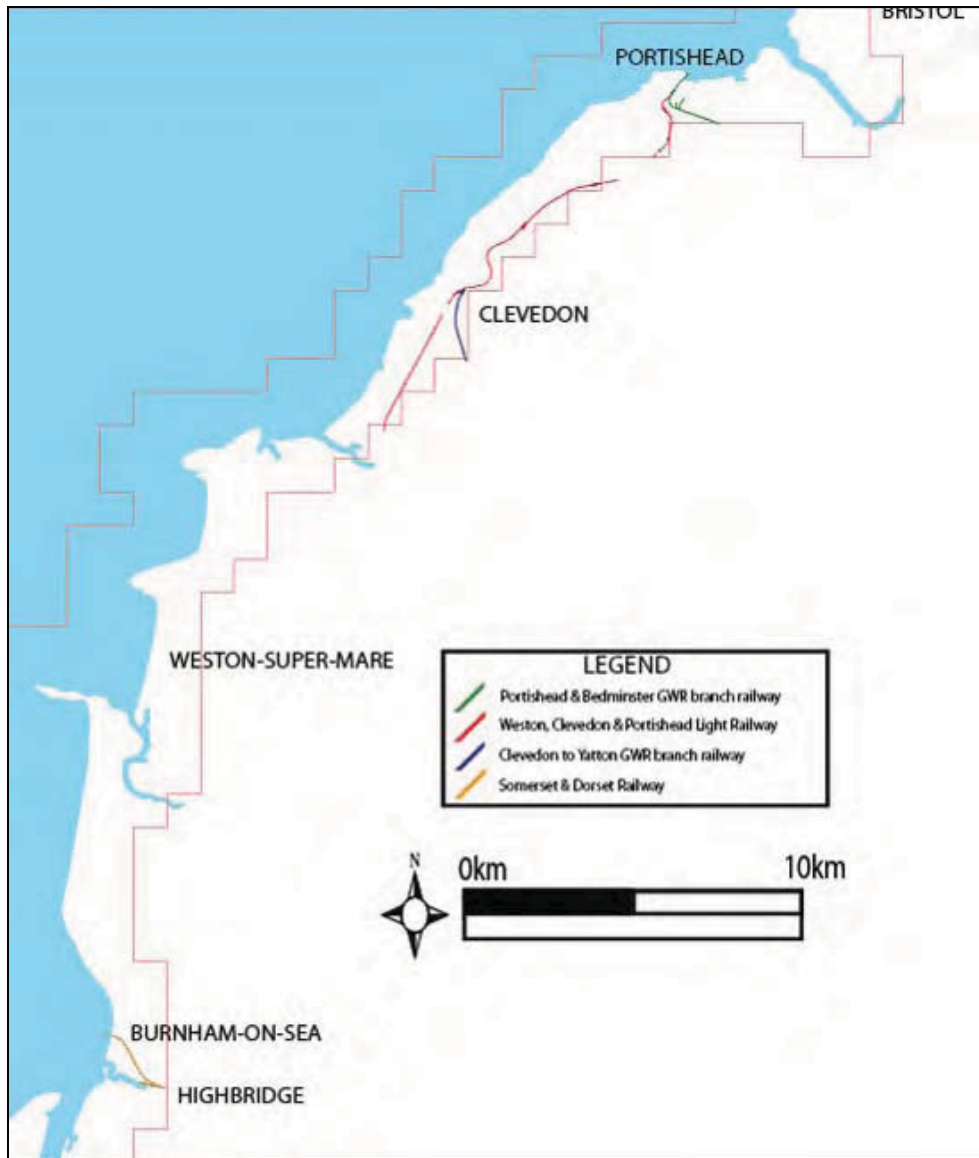 BRISTOL
PORTISHEAD
CLEVEDON
WESTON-SUPER-MARE
LEGEND
Portishead & Bedminster GWR branch railway
Weston, Clevedon & Portishead Light Railway
Clevedon to Yatton GWR branch railway
Somerset & Dorset Railway
N
0km 10km
BURNHAM-ON-SEA
HIGHBRIDGE